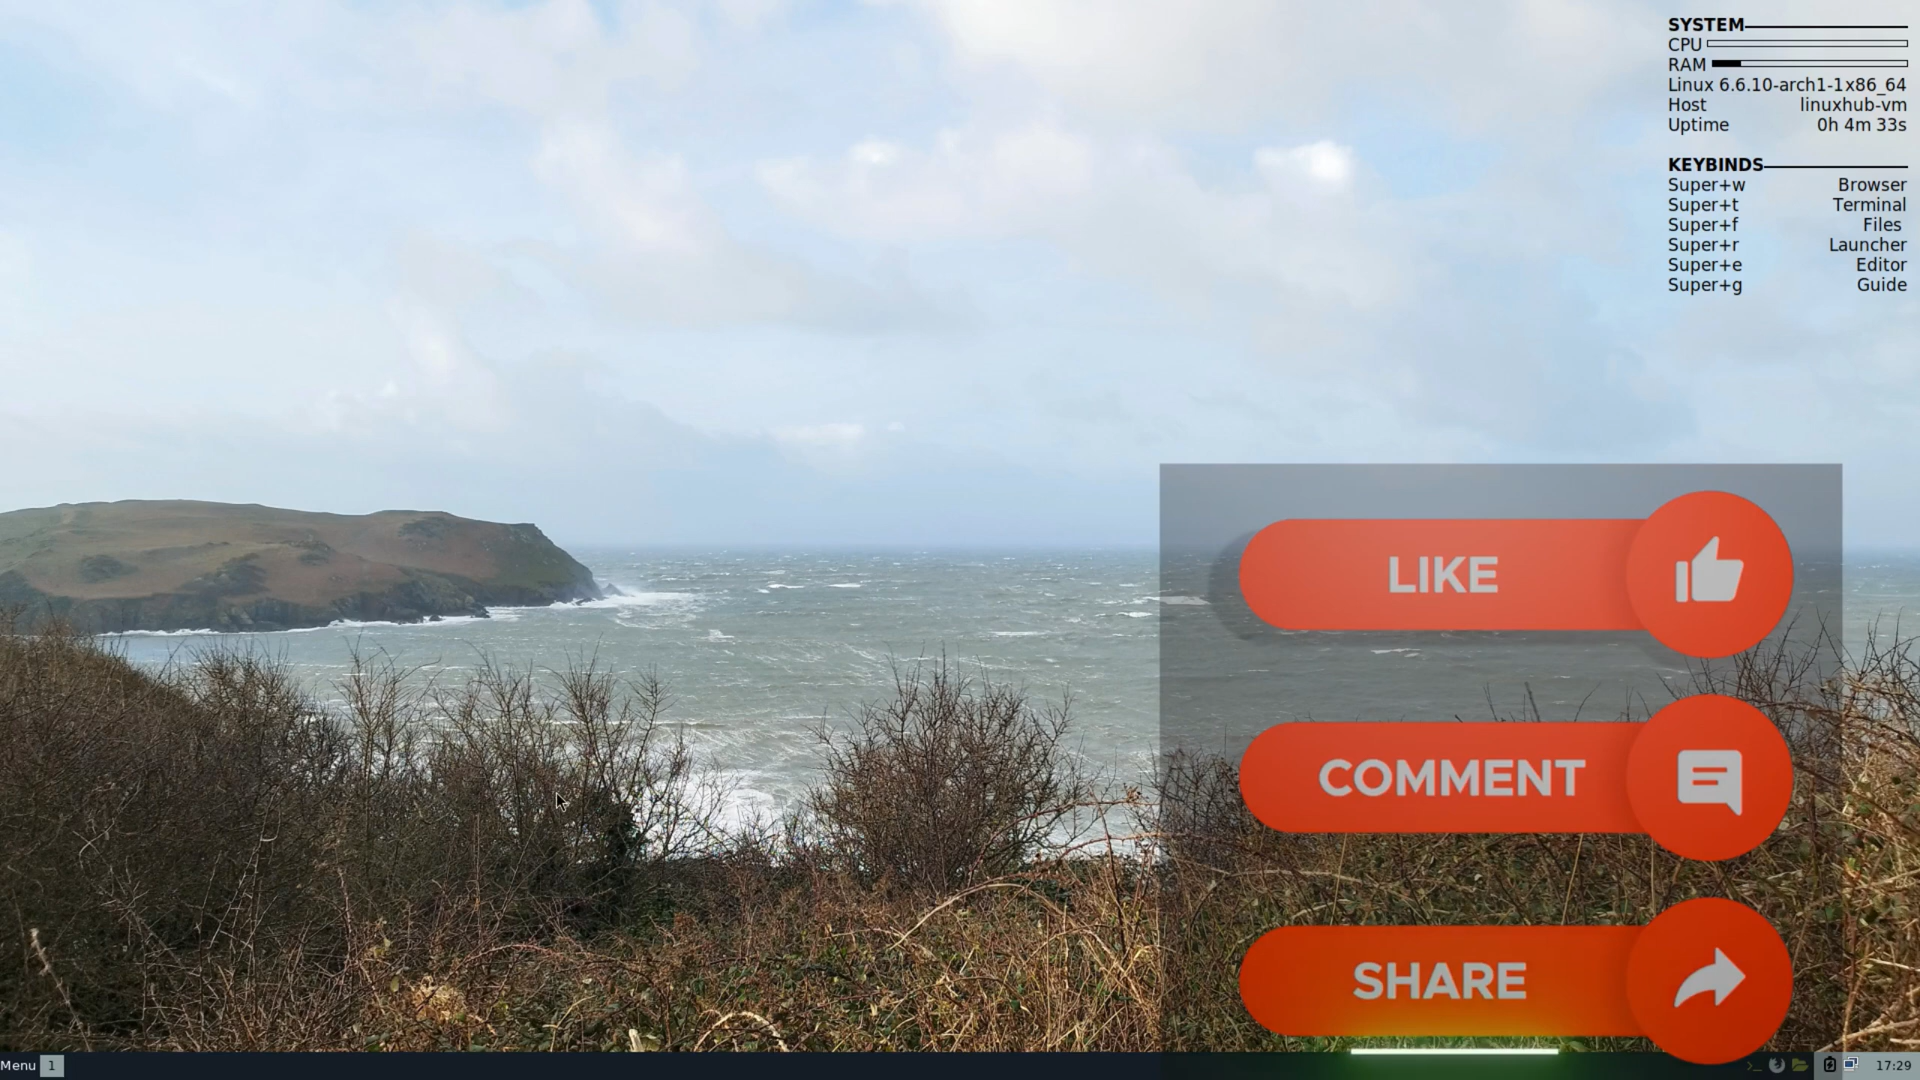 SYSTEM
CPU
RAM
Linux 6.6.10-arch1-1x86_64
Host linuxhub-vm
Uptime 0h 4m 33s
KEYBINDS
Super+w Browser
Super+t Terminal
Super+f Files
Super+r Launcher
Super+e Editor
Super+g Guide
LIKE
COMMENT
SHARE
Menu 1 17:29